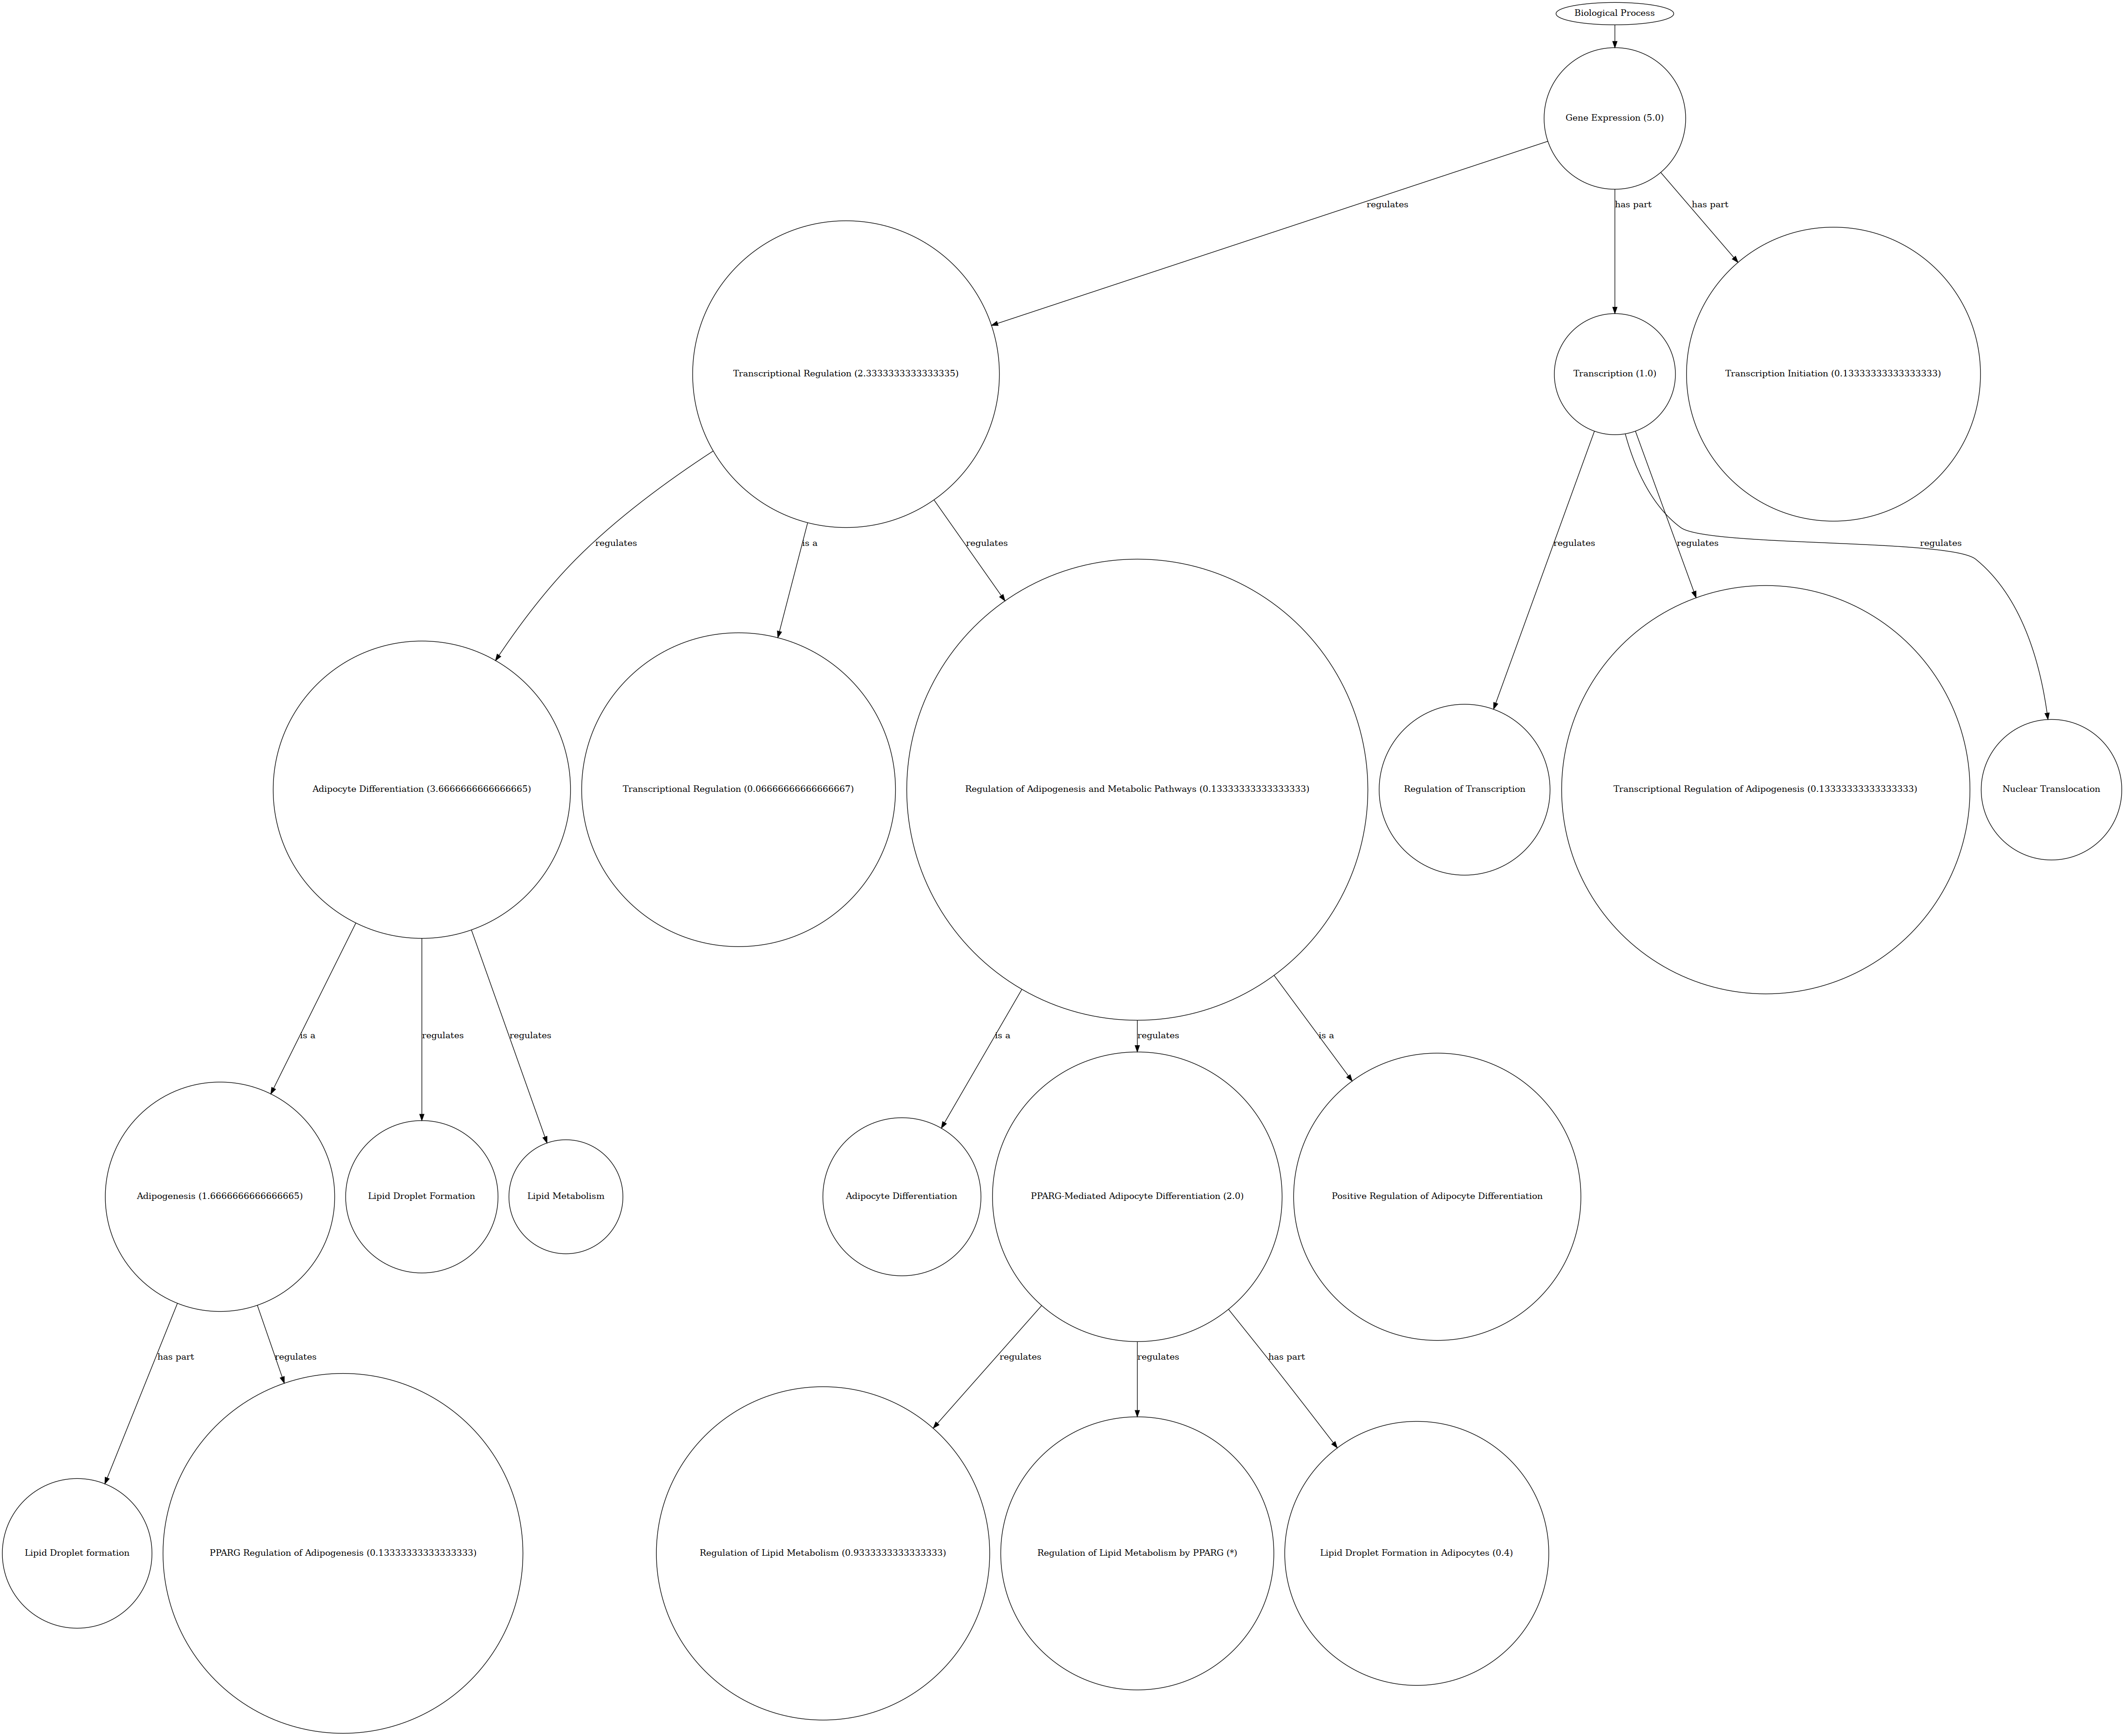 Biological Process
Gene Expression (5.0)
regulates
has part
has part
Transcriptional Regulation (2.3333333333333335)
Transcription (1.0)
Transcription Initiation (0.13333333333333333)
regulates
is a
regulates
regulates
regulates
regulates
Adipocyte Differentiation (3.6666666666666665)
Transcriptional Regulation (0.06666666666666667)
Regulation of Adipogenesis and Metabolic Pathways (0.13333333333333333)
Regulation of Transcription
Transcriptional Regulation of Adipogenesis (0.13333333333333333)
Nuclear Translocation
is a
regulates
regulates
is a
regulates
is a
Adipogenesis (1.6666666666666665)
Lipid Droplet Formation
Lipid Metabolism
Adipocyte Differentiation
PPARG-Mediated Adipocyte Differentiation (2.0)
Positive Regulation of Adipocyte Differentiation
has part
regulates
regulates
regulates
has part
Lipid Droplet formation
PPARG Regulation of Adipogenesis (0.13333333333333333)
Regulation of Lipid Metabolism (0.9333333333333333)
Regulation of Lipid Metabolism by PPARG (*)
Lipid Droplet Formation in Adipocytes (0.4)